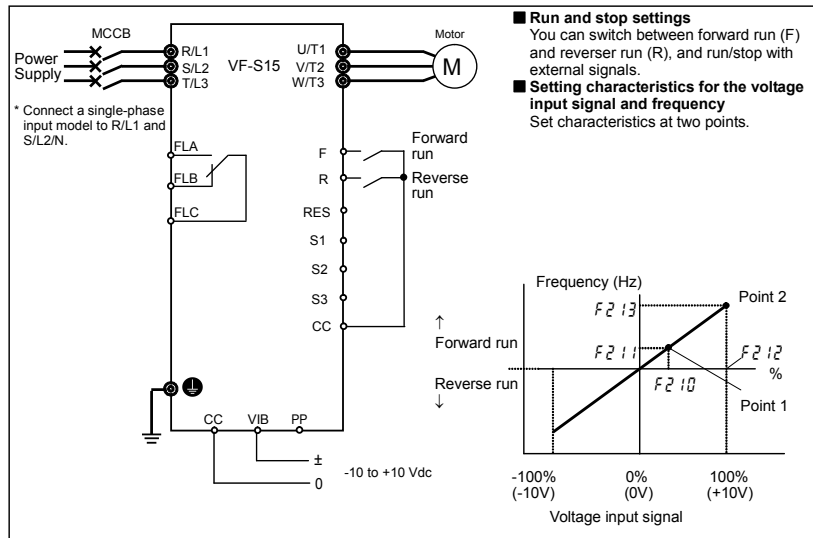 MCCB
Power
Supply
R/L1
S/L2
T/L3
VF-S15
U/T1
V/T2
W/T3
Motor
M
* Connect a single-phase
input model to R/L1 and
S/L2/N.
FLA
FLB
FLC
F
R
RES
S1
S2
S3
CC
Forward
run
Reverse
run
CC
VIB
PP
±
0
-10 to +10 Vdc
■ Run and stop settings
You can switch between forward run (F)
and reverser run (R), and run/stop with
external signals.
■ Setting characteristics for the voltage
input signal and frequency
Set characteristics at two points.
Frequency (Hz)
F213
Point 2
↑
Forward run
F211
F212
%
Reverse run
↓
F210
Point 1
-100%
(-10V)
0%
(0V)
100%
(+10V)
Voltage input signal